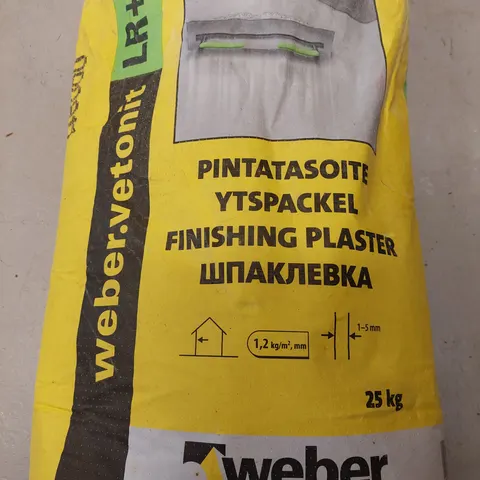 weber.vetonit LR+
PINTATASOITE
YTSPACKEL
FINISHING PLASTER
ШПАКЛЕВКА
1,2 kg/m², mm
1–5 mm
25 kg
weber